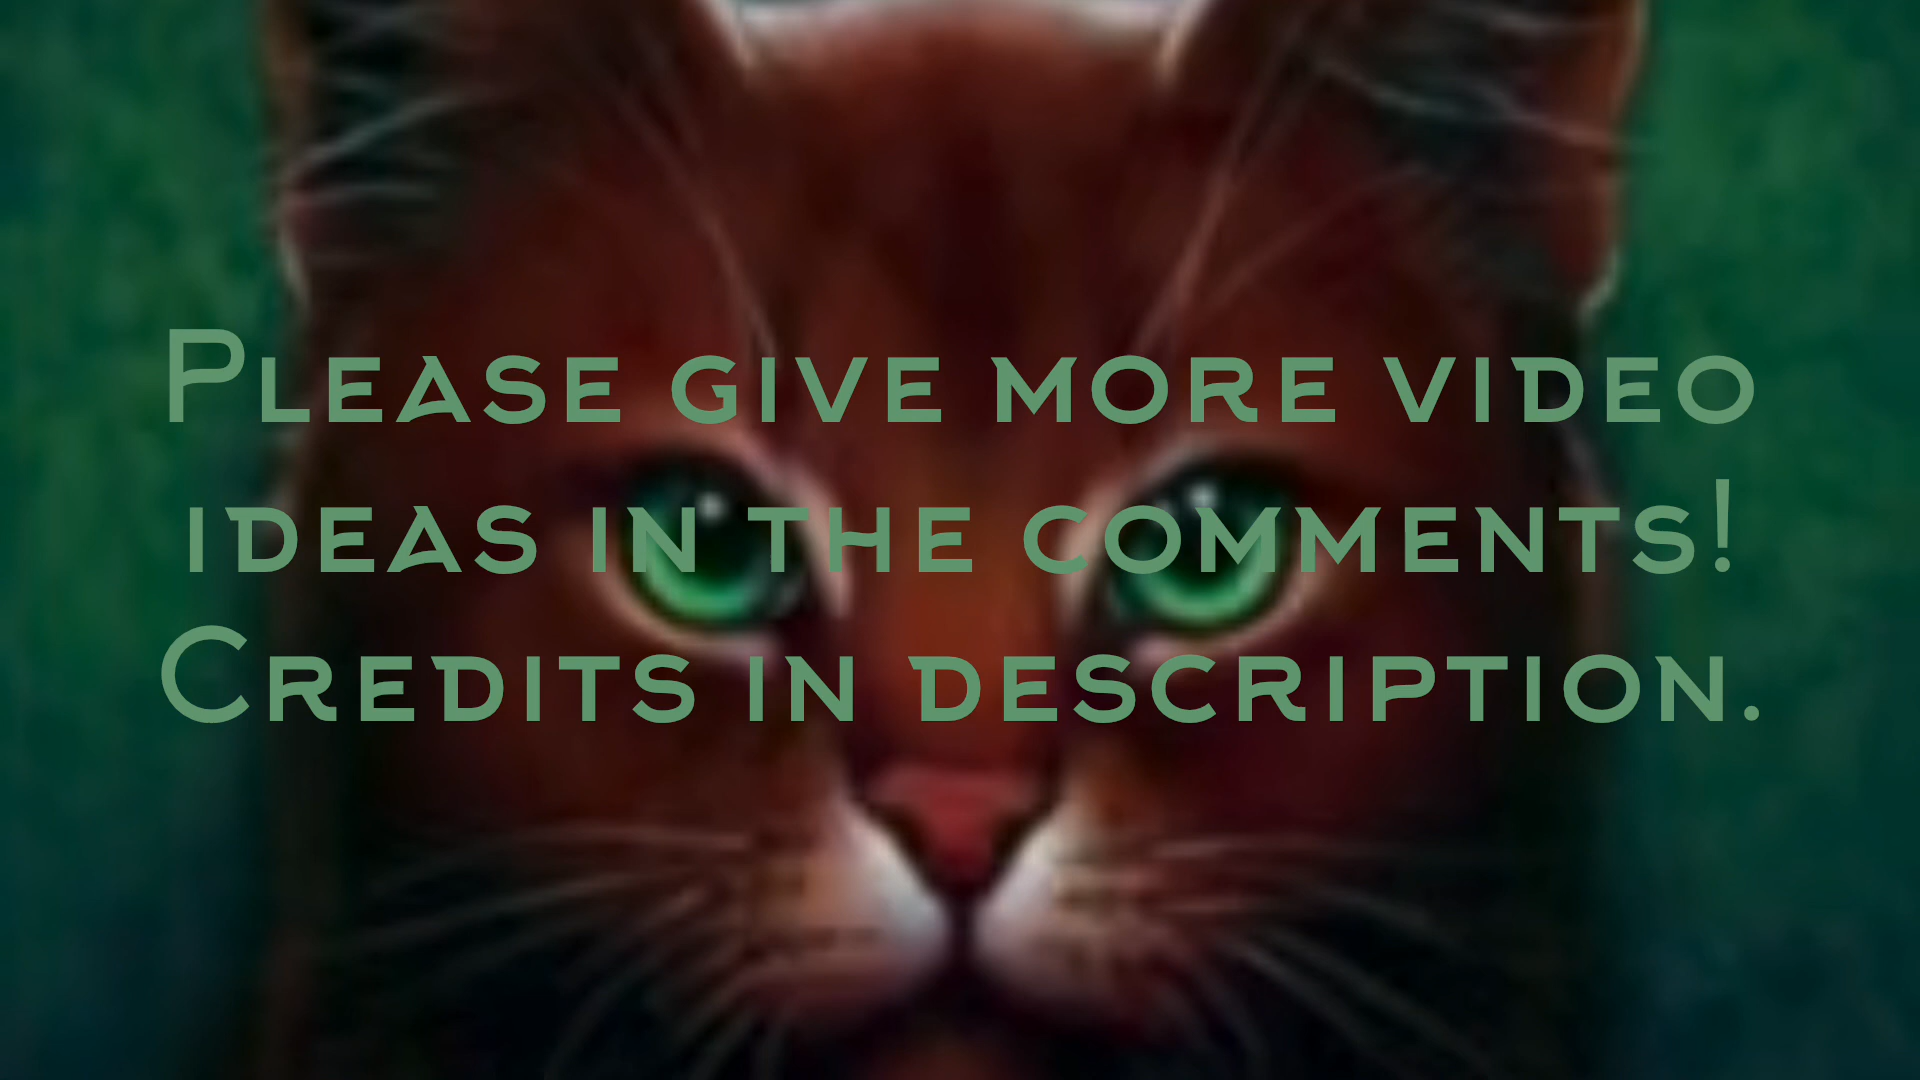 Please give more video
ideas in the comments!
Credits in description.